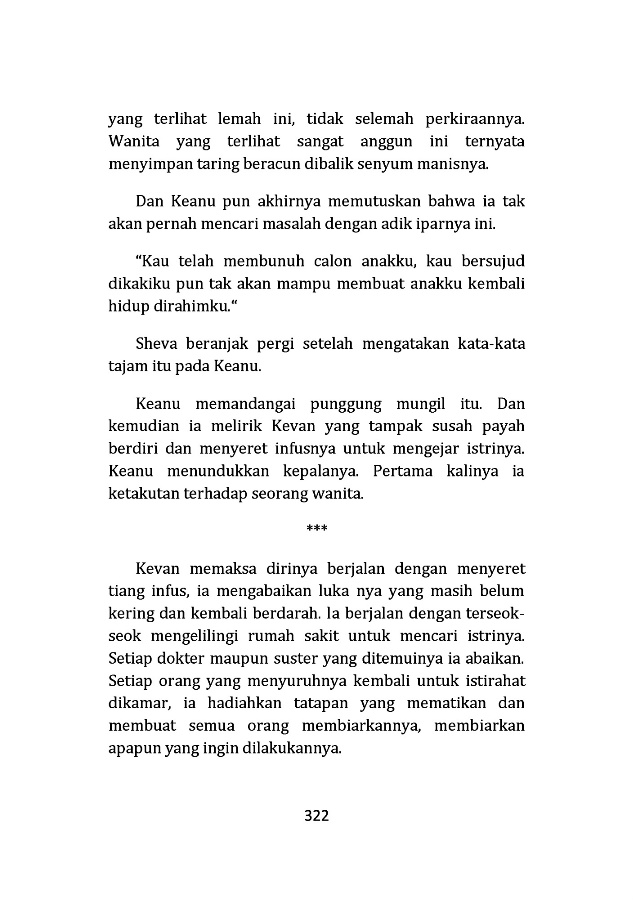 yang terlihat lemah ini, tidak selemah perkiraannya.
Wanita yang terlihat sangat anggun ini ternyata
menyimpan taring beracun dibalik senyum manisnya.
Dan Keanu pun akhirnya memutuskan bahwa ia tak
akan pernah mencari masalah dengan adik iparnya ini.
“Kau telah membunuh calon anakku, kau bersujud
dikakiku pun tak akan mampu membuat anakku kembali
hidup dirahimku.“
Sheva beranjak pergi setelah mengatakan kata-kata
tajam itu pada Keanu.
Keanu memandangai punggung mungil itu. Dan
kemudian ia melirik Kevan yang tampak susah payah
berdiri dan menyeret infusnya untuk mengejar istrinya.
Keanu menundukkan kepalanya. Pertama kalinya ia
ketakutan terhadap seorang wanita.
***
Kevan memaksa dirinya berjalan dengan menyeret
tiang infus, ia mengabaikan luka nya yang masih belum
kering dan kembali berdarah. Ia berjalan dengan terseok-
seok mengelilingi rumah sakit untuk mencari istrinya.
Setiap dokter maupun suster yang ditemuinya ia abaikan.
Setiap orang yang menyuruhnya kembali untuk istirahat
dikamar, ia hadiahkan tatapan yang mematikan dan
membuat semua orang membiarkannya, membiarkan
apapun yang ingin dilakukannya.
322